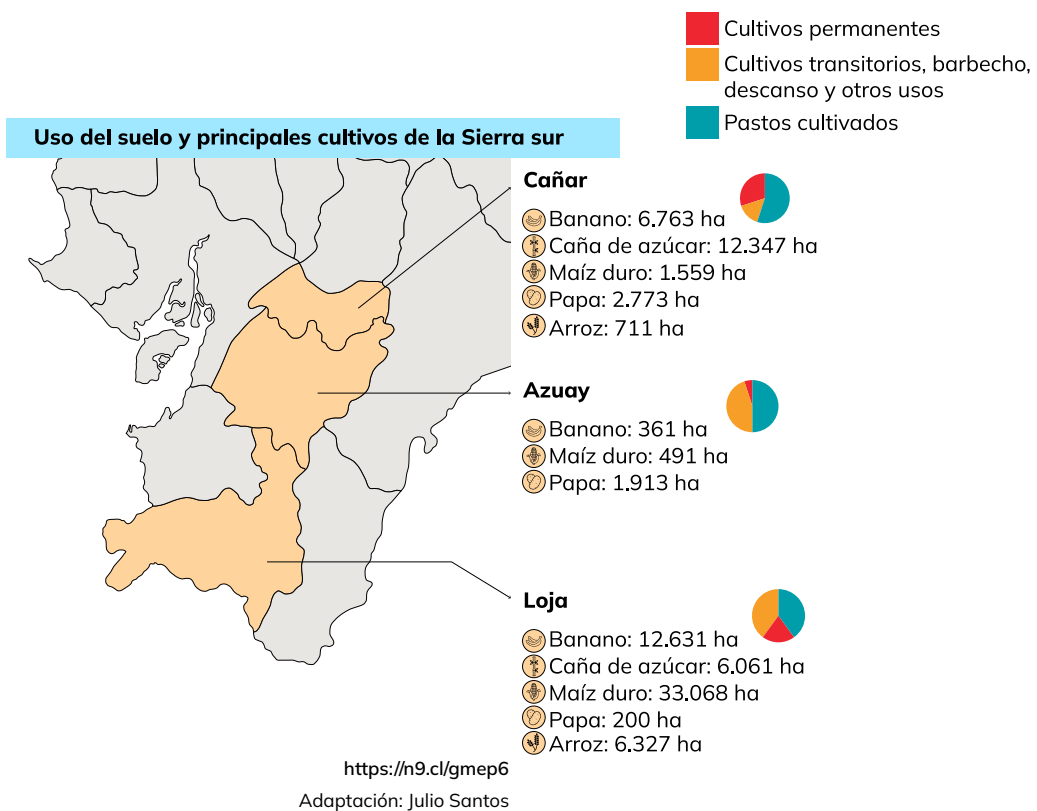 Cultivos permanentes
Cultivos transitorios, barbecho,
descanso y otros usos
Pastos cultivados
Uso del suelo y principales cultivos de la Sierra sur
Cañar
Banano: 6.763 ha
Caña de azúcar: 12.347 ha
Maíz duro: 1.559 ha
Papa: 2.773 ha
Arroz: 711 ha
Azuay
Banano: 361 ha
Maíz duro: 491 ha
Papa: 1.913 ha
Loja
Banano: 12.631 ha
Caña de azúcar: 6.061 ha
Maíz duro: 33.068 ha
Papa: 200 ha
Arroz: 6.327 ha
https://n9.cl/gmep6
Adaptación: Julio Santos